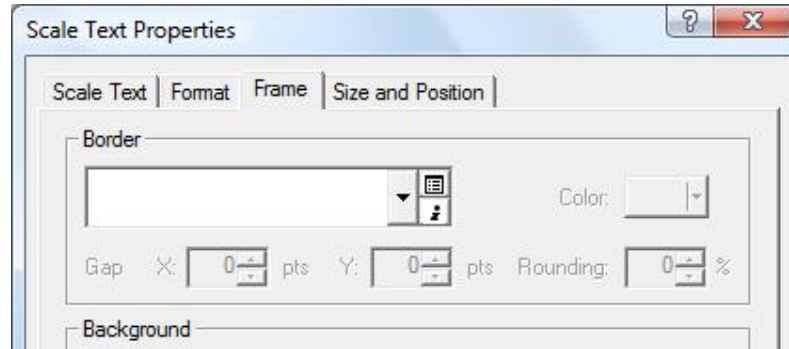 Scale Text Properties
Scale Text Format Frame Size and Position
Border
Color:
Gap X: 0 pts Y: 0 pts Rounding: 0 %
Background